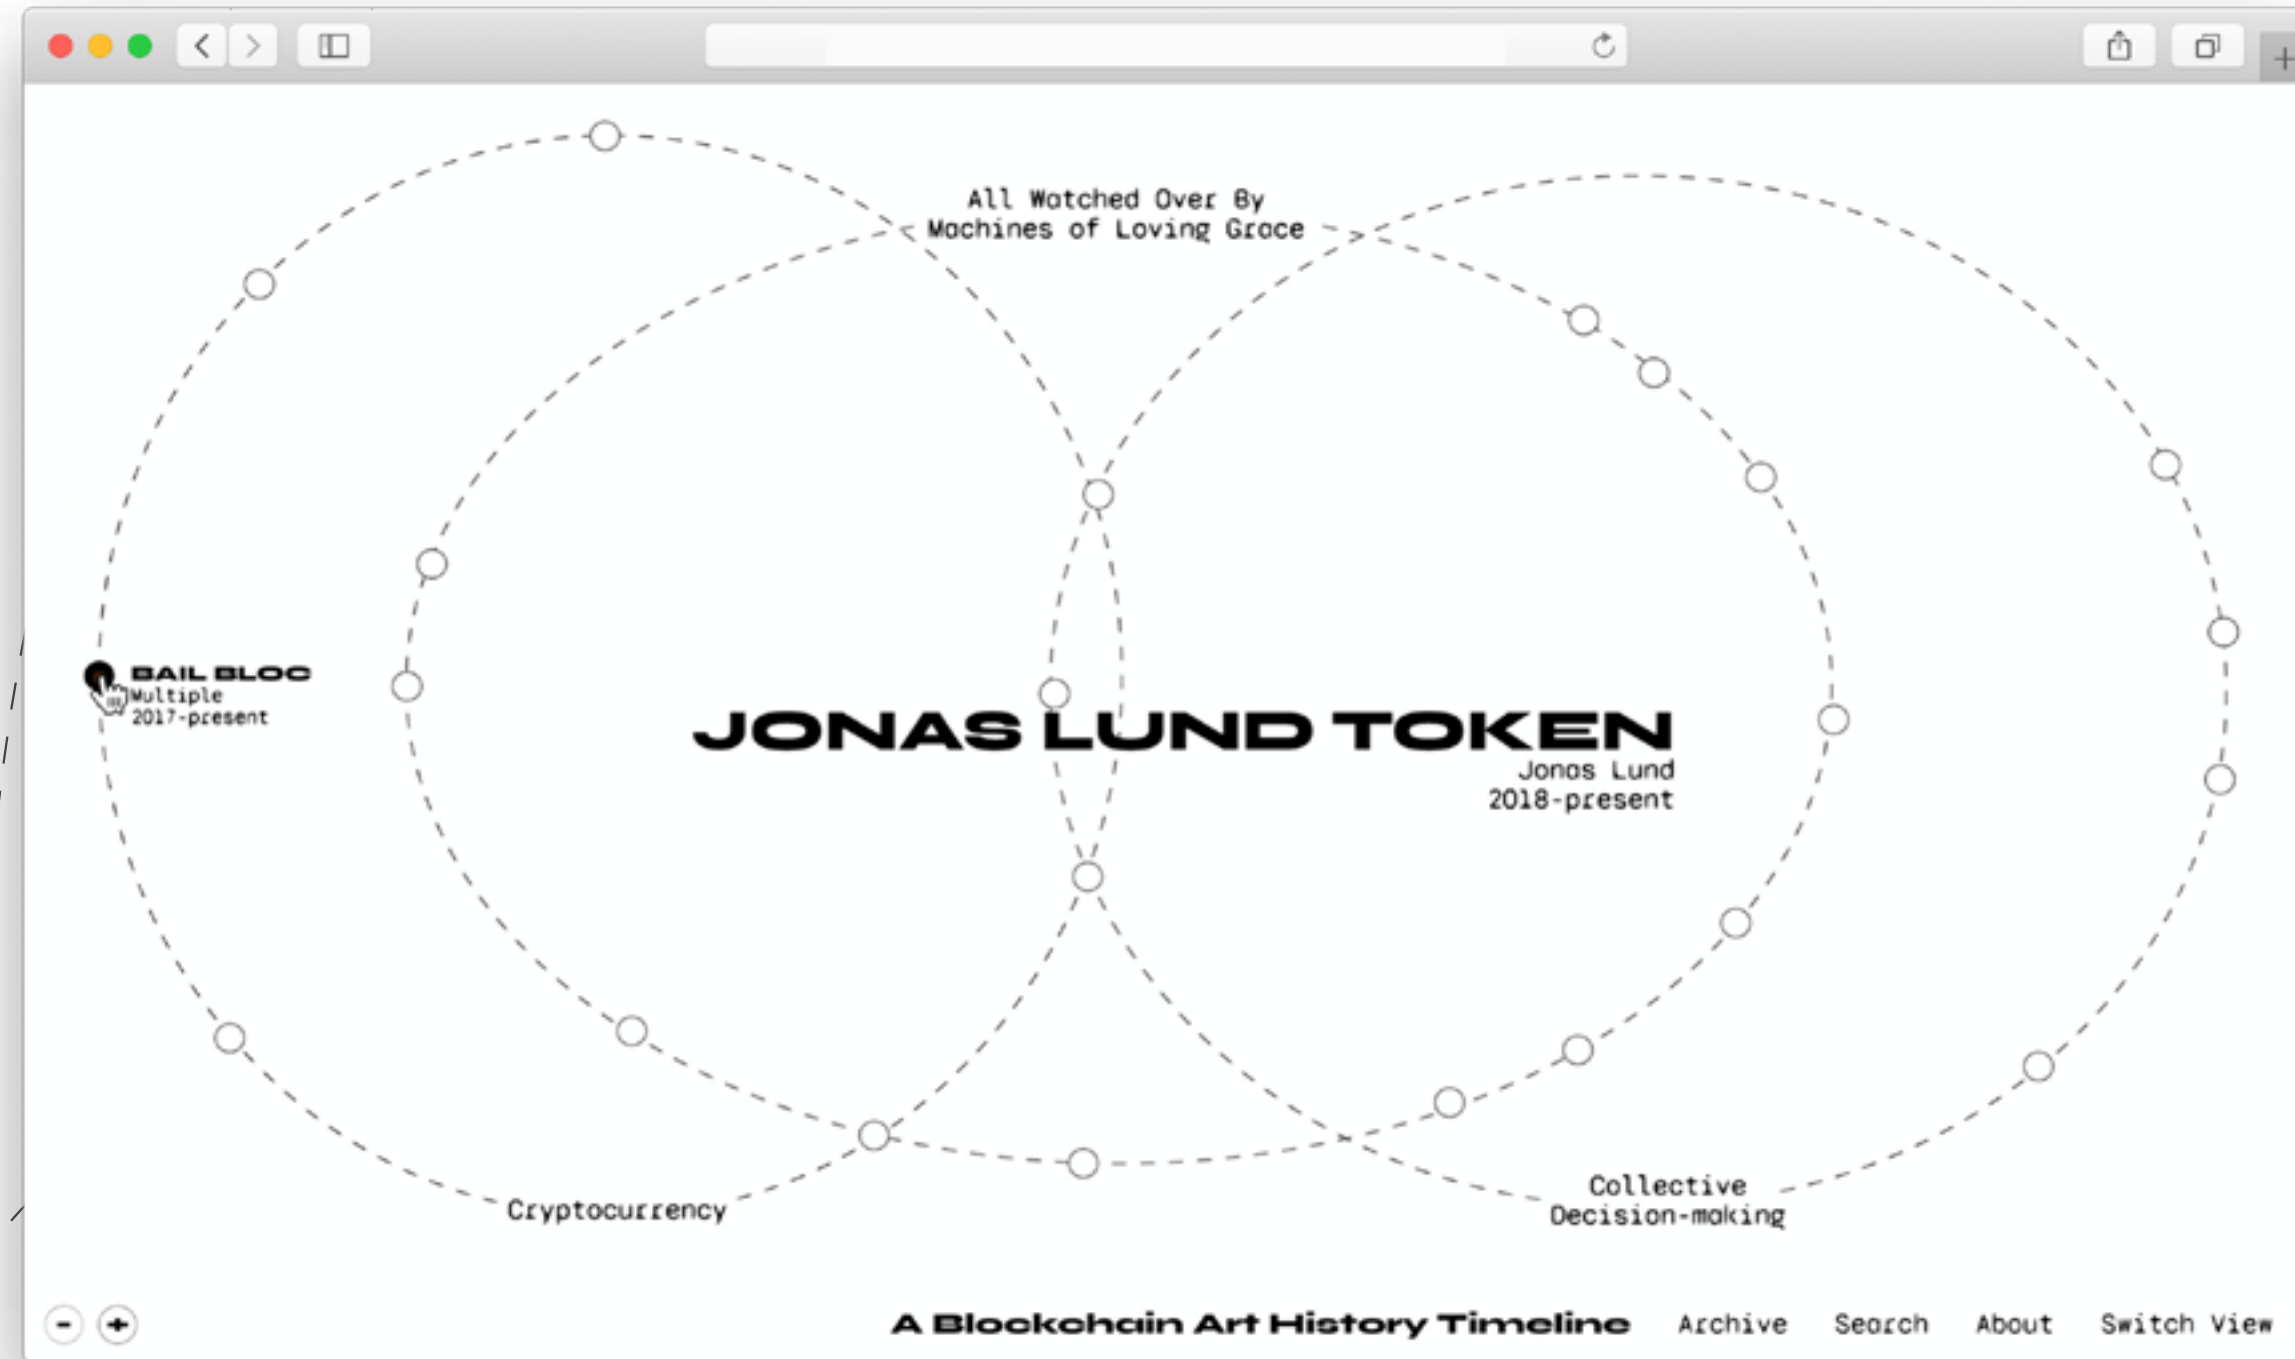 All Watched Over By
Machines of Loving Grace
BAIL BLOC
Multiple
2017-present
JONAS LUND TOKEN
Jonas Lund
2018-present
Cryptocurrency
Collective
Decision-making
A Blockchain Art History Timeline
Archive
Search
About
Switch View